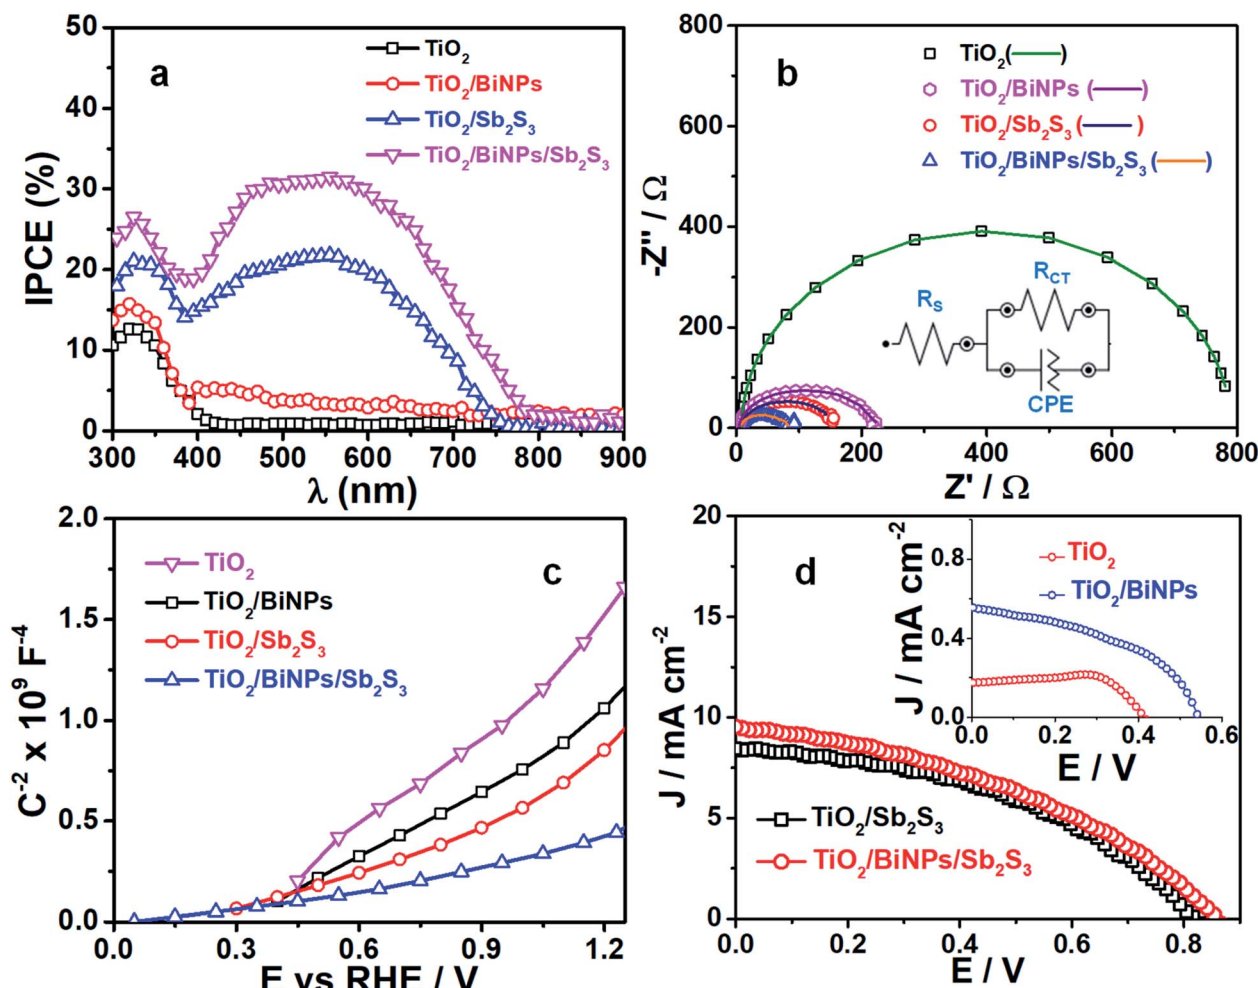 50
40
30
20
10
0
IPCE (%)
a
TiO2
TiO2/BiNPs
TiO2/Sb2S3
TiO2/BiNPs/Sb2S3
300 400 500 600 700 800 900
λ (nm)
800
600
400
200
0
-Z'' / Ω
b
TiO2(——)
TiO2/BiNPs (——)
TiO2/Sb2S3 (—— )
TiO2/BiNPs/Sb2S3 (——)
RS
RCT
CPE
0 200 400 600 800
Z' / Ω
2.0
1.5
1.0
0.5
0.0
C-2 x 109 F-4
c
TiO2
TiO2/BiNPs
TiO2/Sb2S3
TiO2/BiNPs/Sb2S3
0.0 0.3 0.6 0.9 1.2
E vs RHE / V
20
15
10
5
0
J / mA cm-2
d
0.8
0.4
0.0
J / mA cm-2
TiO2
TiO2/BiNPs
0.0 0.2 0.4 0.6
E / V
TiO2/Sb2S3
TiO2/BiNPs/Sb2S3
0.0 0.2 0.4 0.6 0.8
E / V